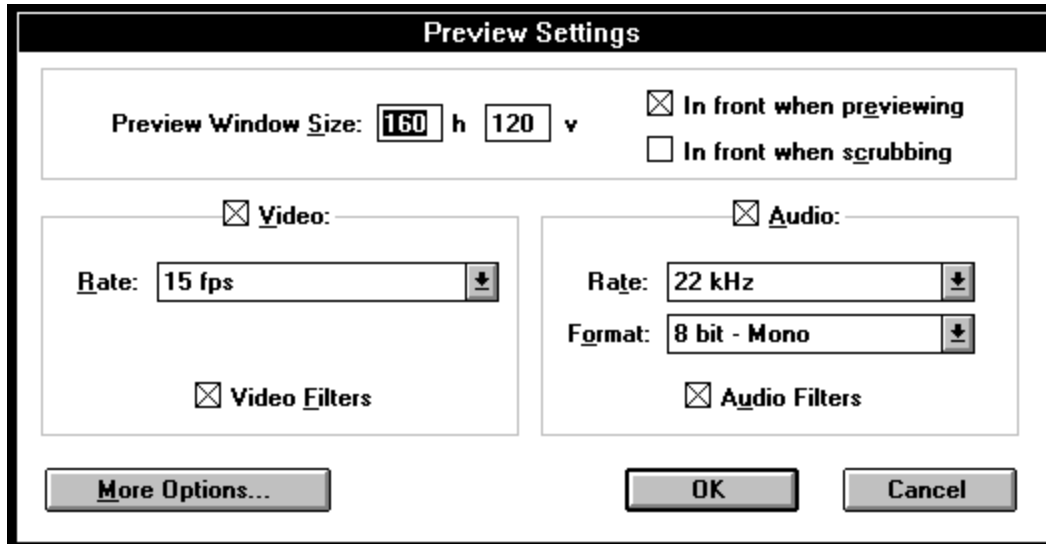 Preview Settings
Preview Window Size: 160 h 120 v
In front when previewing
In front when scrubbing
Video:
Rate: 15 fps
Video Filters
Audio:
Rate: 22 kHz
Format: 8 bit - Mono
Audio Filters
More Options...
OK
Cancel